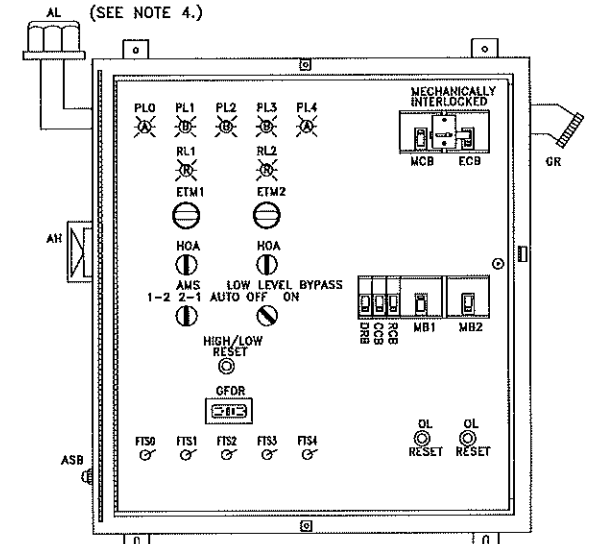 AL (SEE NOTE 4.)
PL0 PL1 PL2 PL3 PL4
A B B B A
MECHANICALLY
INTERLOCKED
MCB ECB
GR
RL1 RL2
R R
ETM1 ETM2
AH
HOA HOA
AMS LOW LEVEL BYPASS
1-2 2-1 AUTO OFF ON
DRB CCB RCB MB1 MB2
HIGH/LOW
RESET
GFDR
FTS0 FTS1 FTS2 FTS3 FTS4
OL OL
RESET RESET
ASB